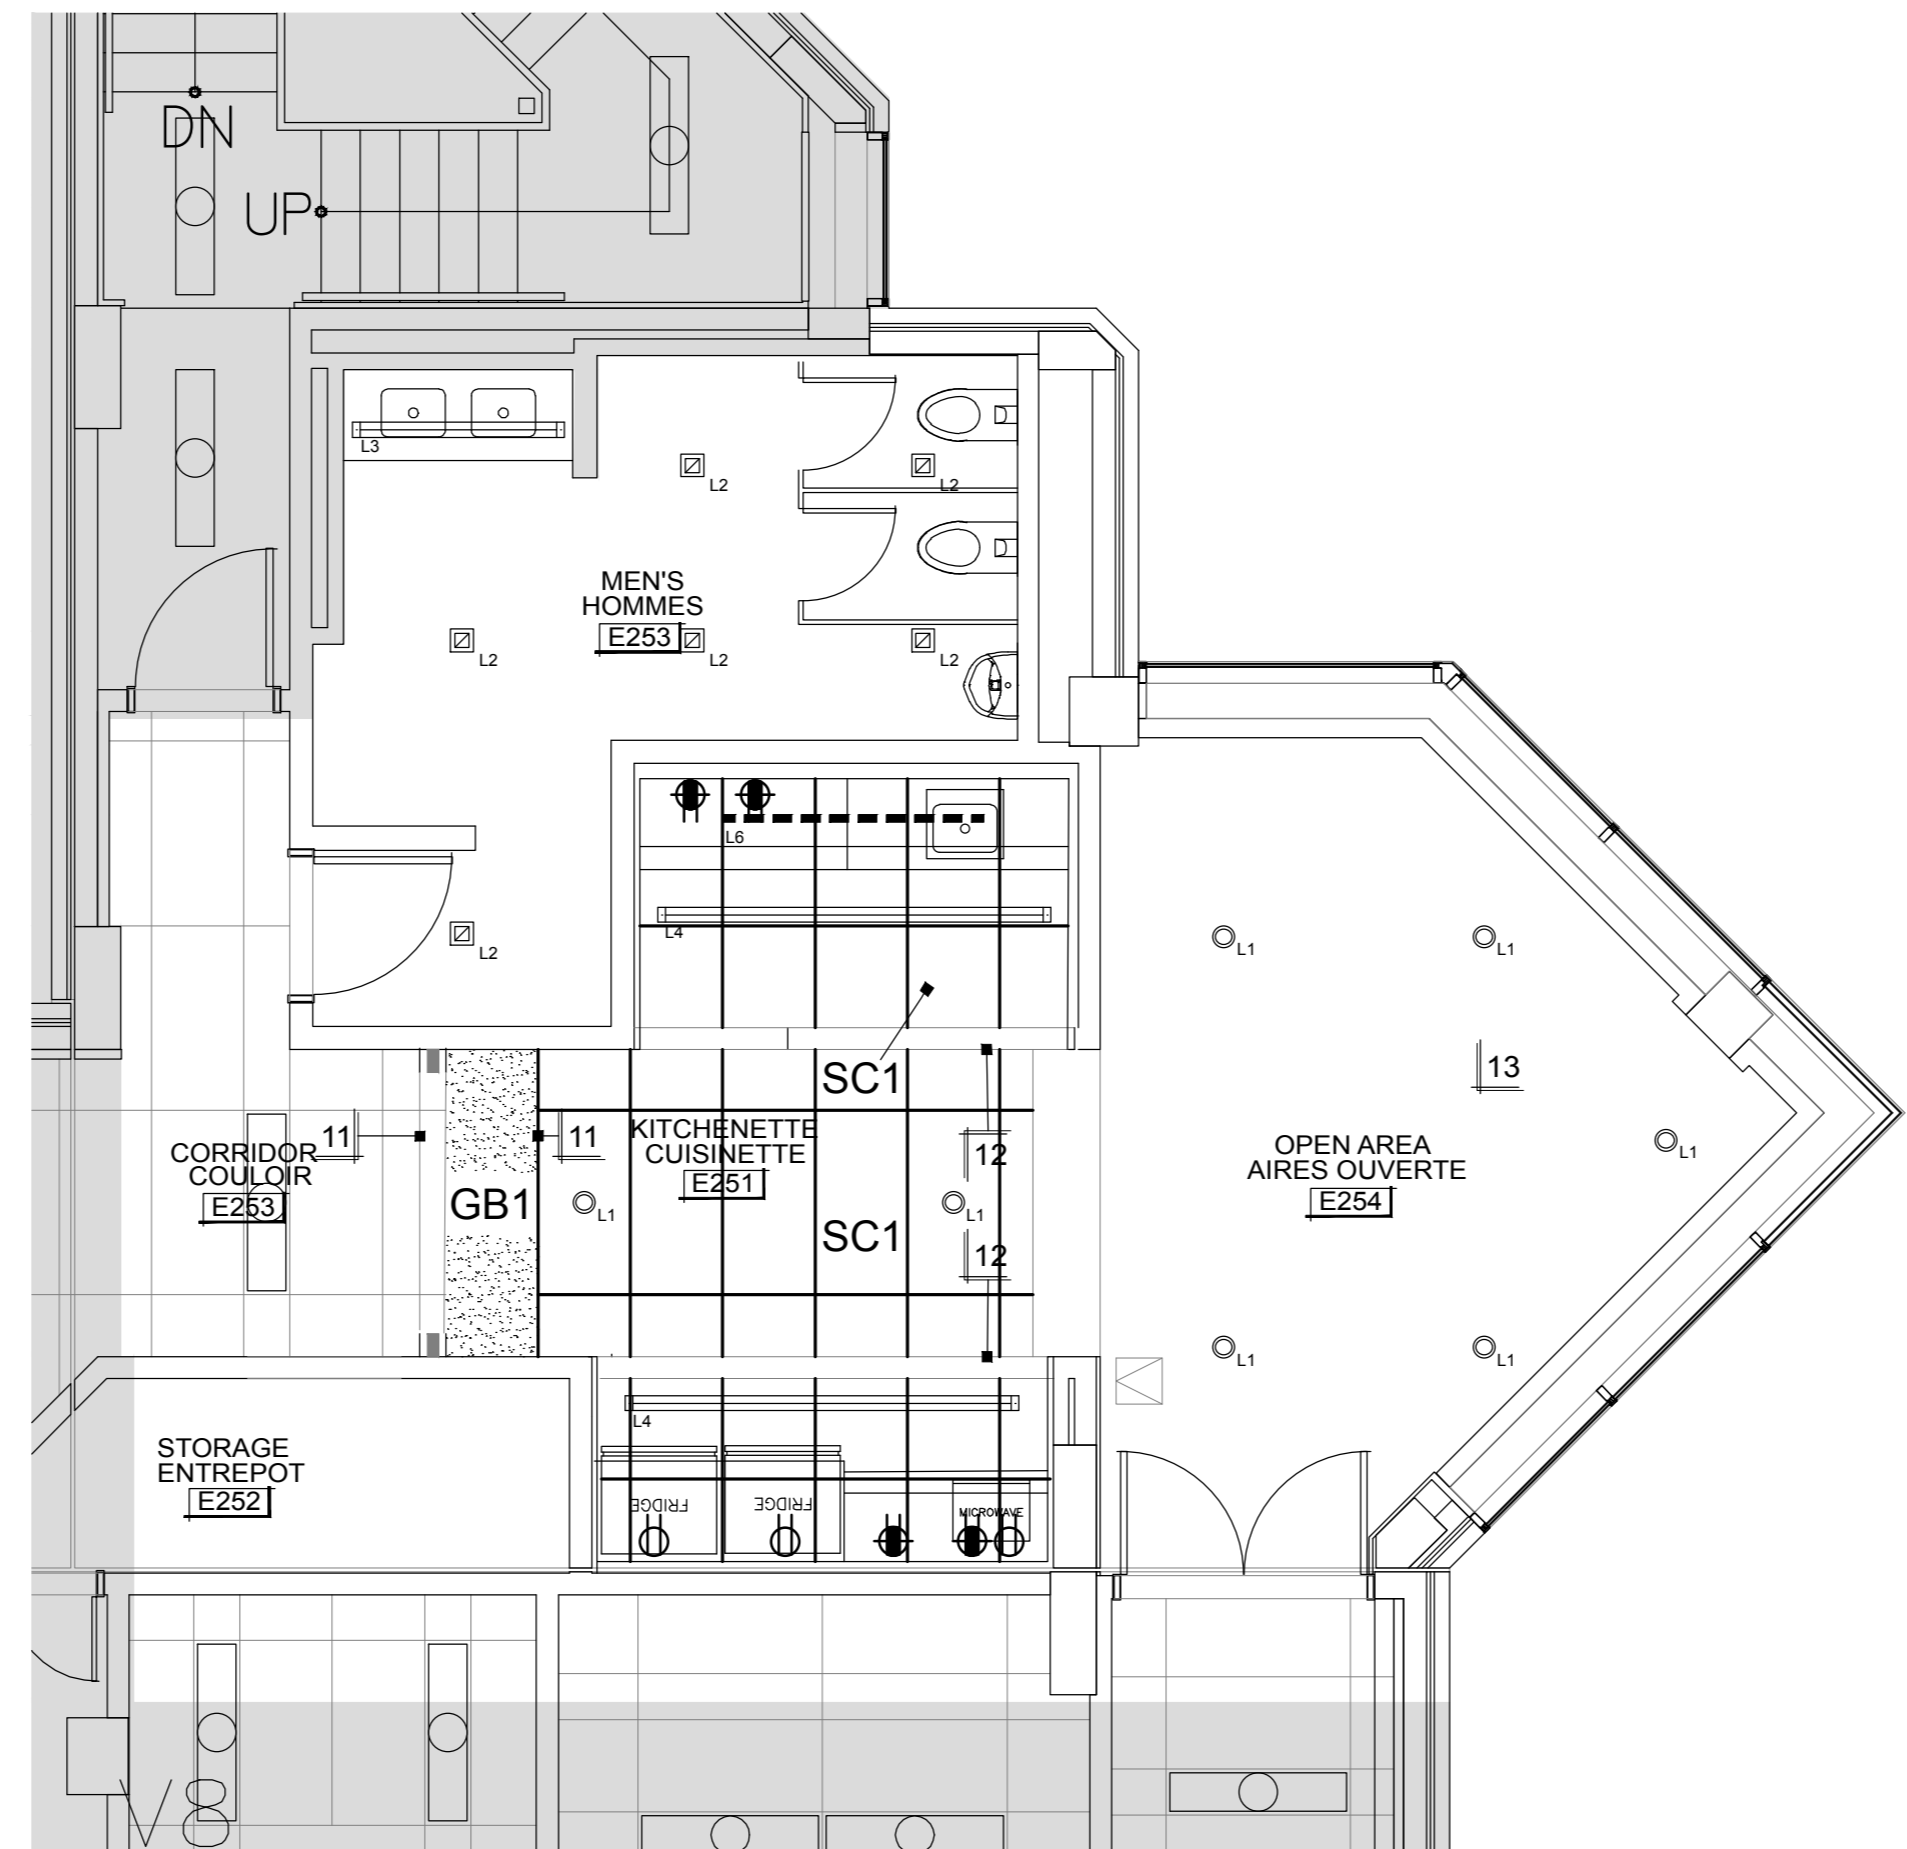 DN
UP
L3
L2
L2
MEN'S
HOMMES
E253
L2
L2
L2
L6
L4
L2
L1
L1
SC1
13
11
11
KITCHENETTE
CUISINETTE
E251
12
CORRIDOR
COULOIR
E253
GB1
L1
L1
SC1
12
OPEN AREA
AIRES OUVERTE
E254
L1
L1
L1
L4
STORAGE
ENTREPOT
E252
FRIDGE
FRIDGE
MICROWAVE
V8